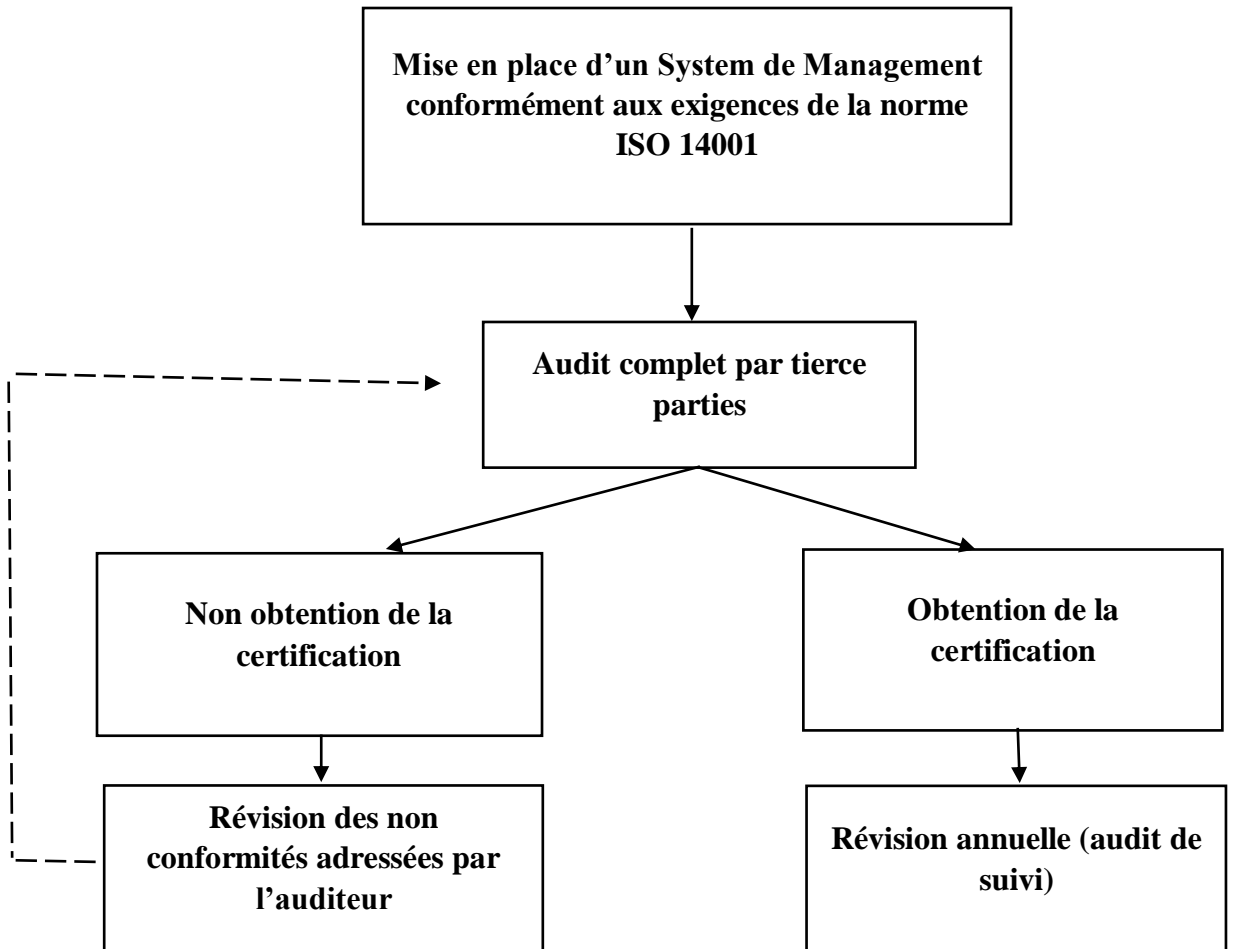 Mise en place d’un System de Management
conformément aux exigences de la norme
ISO 14001
Audit complet par tierce
parties
Non obtention de la
certification
Obtention de la
certification
Révision des non
conformités adressées par
l’auditeur
Révision annuelle (audit de
suivi)